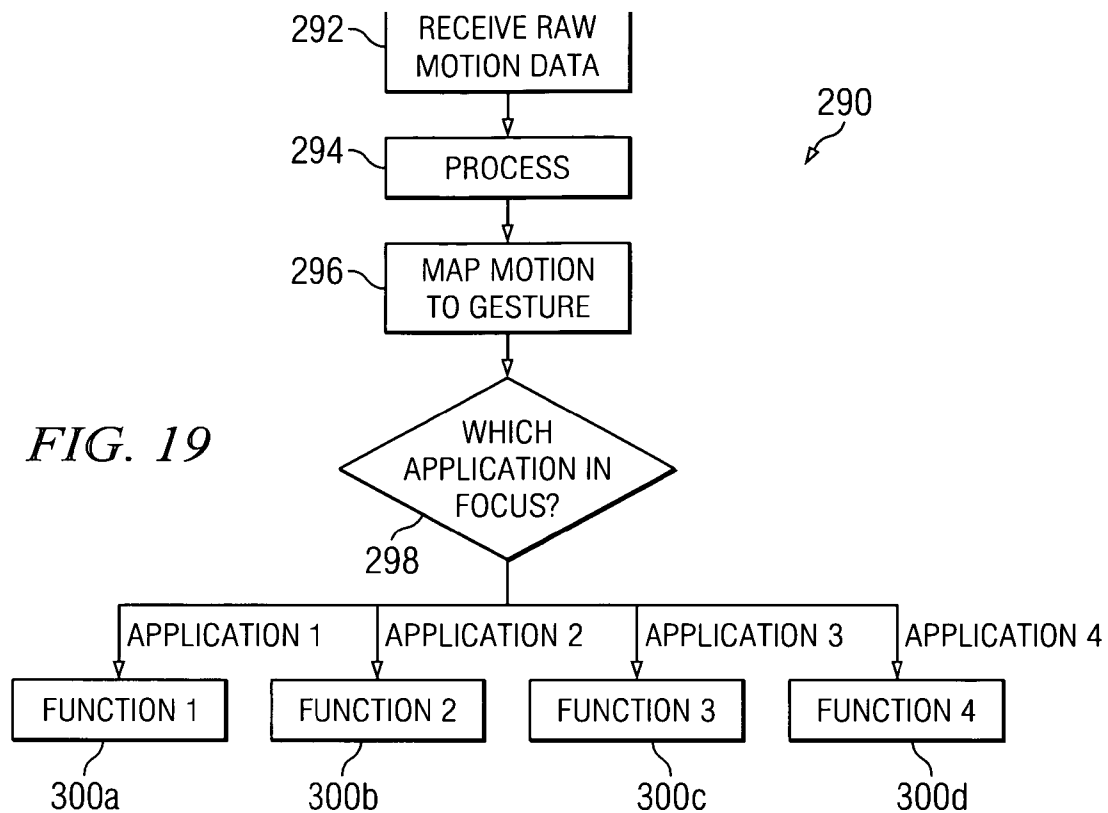 292
RECEIVE RAW
MOTION DATA
290
294
PROCESS
296
MAP MOTION
TO GESTURE
FIG. 19
WHICH
APPLICATION IN
FOCUS?
298
APPLICATION 1
APPLICATION 2
APPLICATION 3
APPLICATION 4
FUNCTION 1
FUNCTION 2
FUNCTION 3
FUNCTION 4
300a
300b
300c
300d